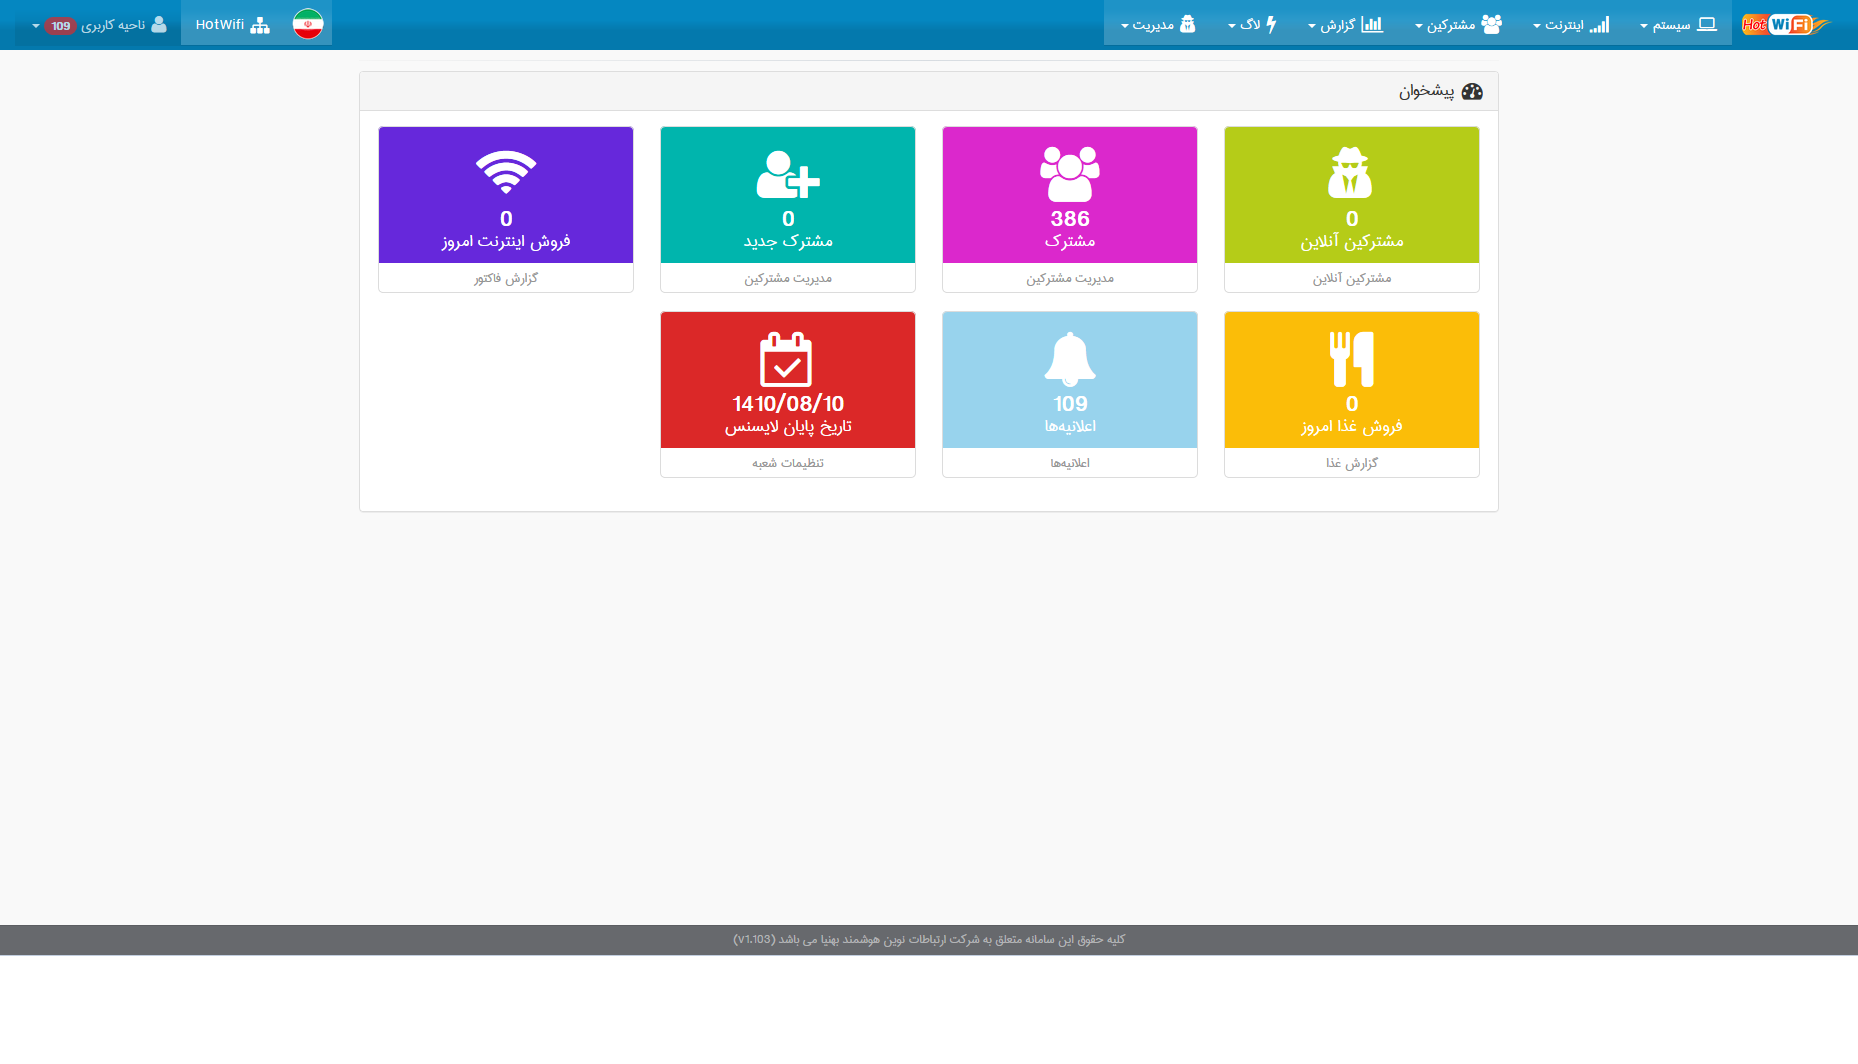 Hot WiFi
سیستم
اینترنت
مشترکین
گزارش
لاگ
مدیریت
HotWifi
ناحیه کاربری 109
پیشخوان
0
مشترکین آنلاین
مشترکین آنلاین
386
مشترک
مدیریت مشترکین
0
مشترک جدید
مدیریت مشترکین
0
فروش اینترنت امروز
گزارش فاکتور
0
فروش غذا امروز
گزارش غذا
109
اعلانیه‌ها
اعلانیه‌ها
1410/08/10
تاریخ پایان لایسنس
تنظیمات شعبه
کلیه حقوق این سامانه متعلق به شرکت ارتباطات نوین هوشمند بهنیا می باشد (v1.103)